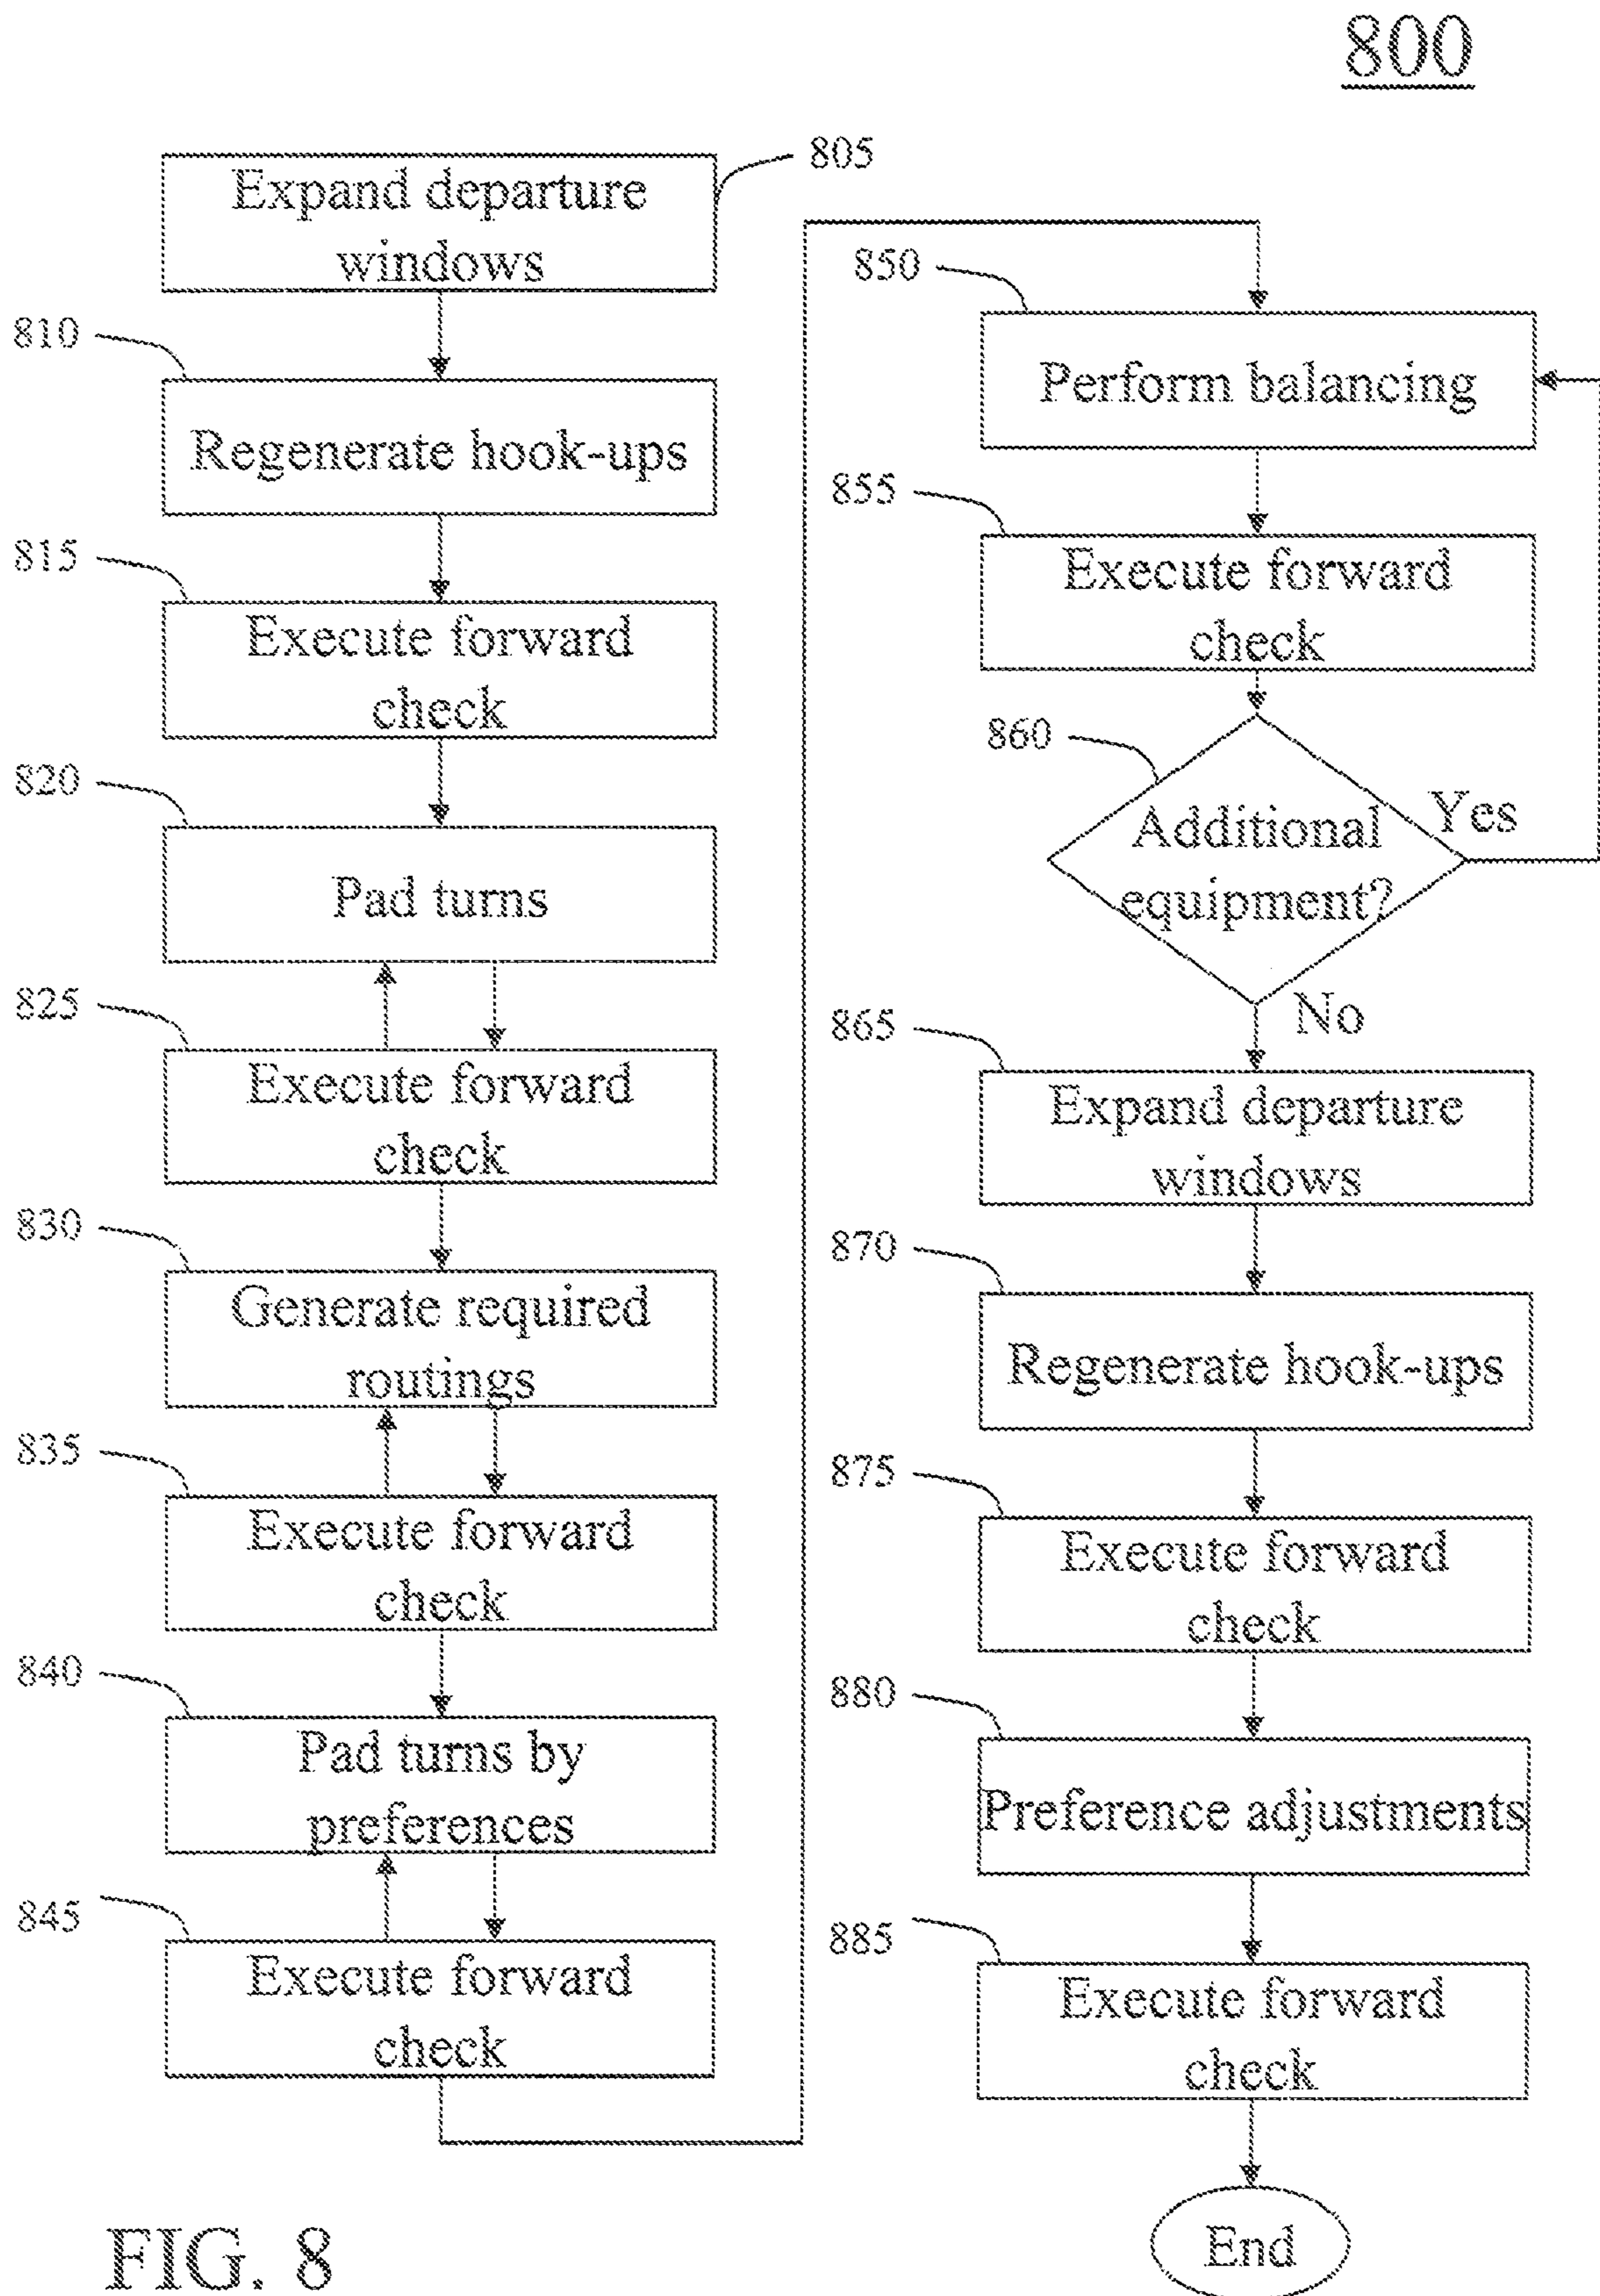 800
805
Expand departure
windows
810
Regenerate hook-ups
815
Execute forward
check
820
Pad turns
825
Execute forward
check
830
Generate required
routings
835
Execute forward
check
840
Pad turns by
preferences
845
Execute forward
check
850
Perform balancing
855
Execute forward
check
860
Additional
equipment?
Yes
No
865
Expand departure
windows
870
Regenerate hook-ups
875
Execute forward
check
880
Preference adjustments
885
Execute forward
check
End
FIG. 8